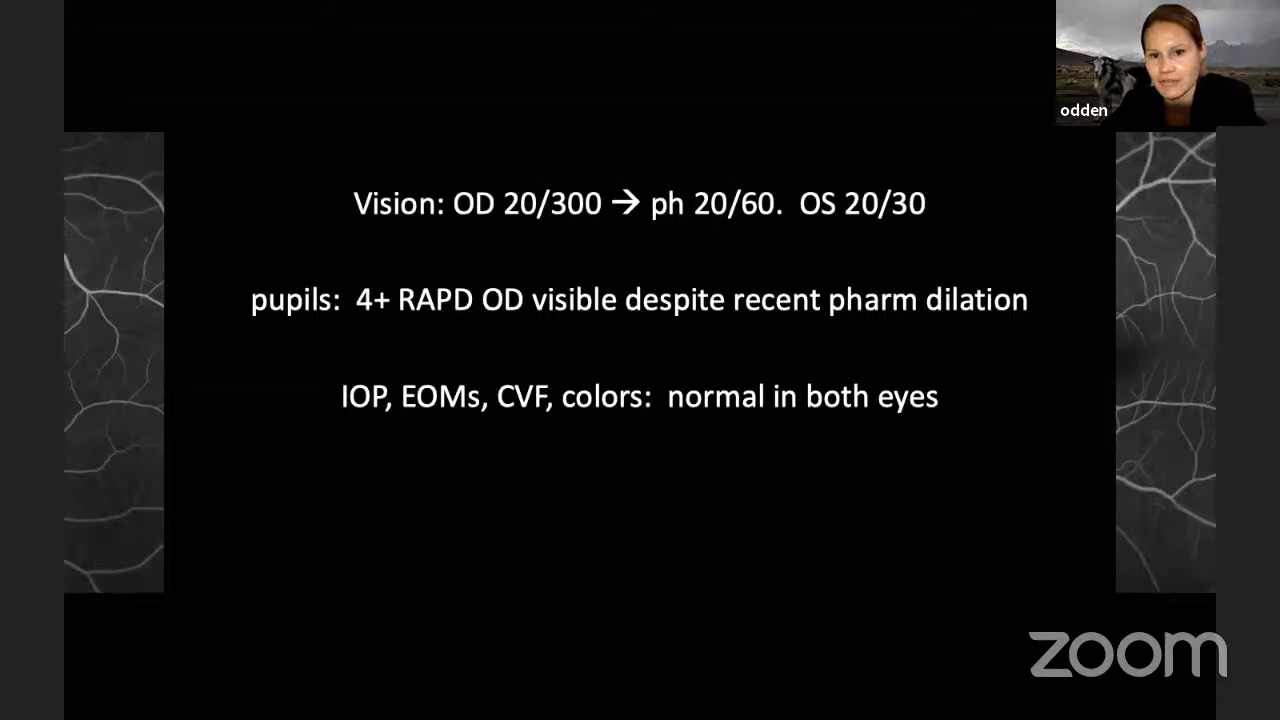 odden
Vision: OD 20/300 → ph 20/60.  OS 20/30
pupils:  4+ RAPD OD visible despite recent pharm dilation
IOP, EOMs, CVF, colors:  normal in both eyes
zoom